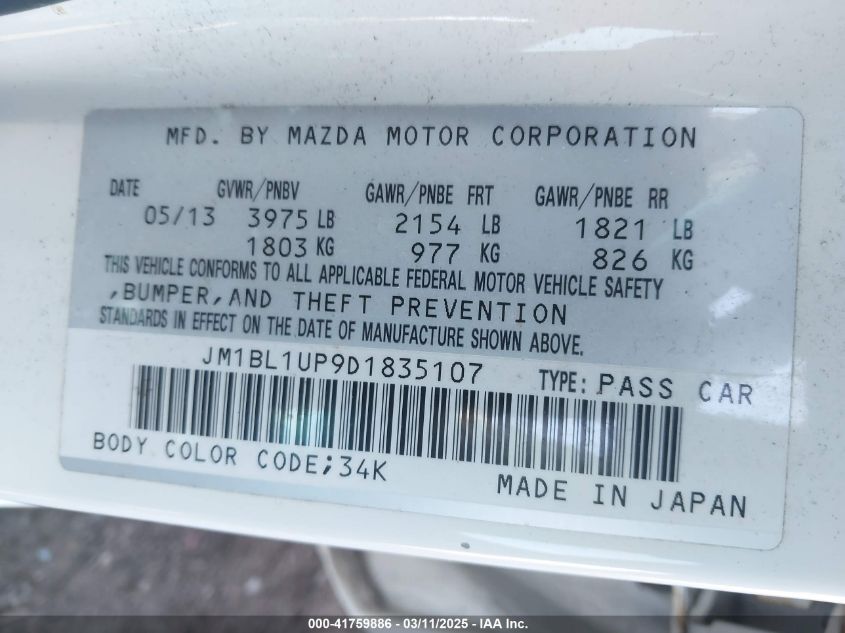 MFD. BY MAZDA MOTOR CORPORATION
DATE GVWR/PNBV GAWR/PNBE FRT GAWR/PNBE RR
05/13 3975 LB 2154 LB 1821 LB
1803 KG 977 KG 826 KG
THIS VEHICLE CONFORMS TO ALL APPLICABLE FEDERAL MOTOR VEHICLE SAFETY
,BUMPER,AND THEFT PREVENTION
STANDARDS IN EFFECT ON THE DATE OF MANUFACTURE SHOWN ABOVE.
JM1BL1UP9D1835107 TYPE: PASS CAR
BODY COLOR CODE;34K
MADE IN JAPAN
000-41759886 - 03/11/2025 - IAA Inc.